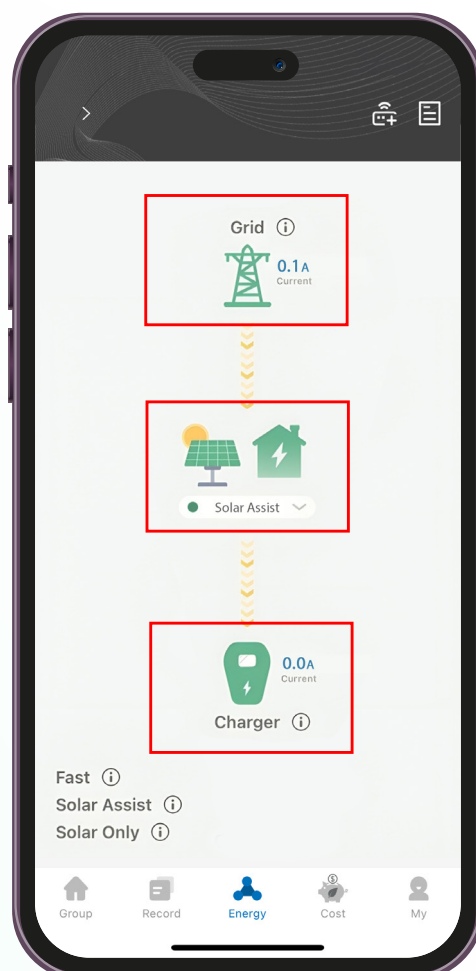 Grid
0.1A
Current
Solar Assist
0.0A
Current
Charger
Fast
Solar Assist
Solar Only
Group Record Energy Cost My